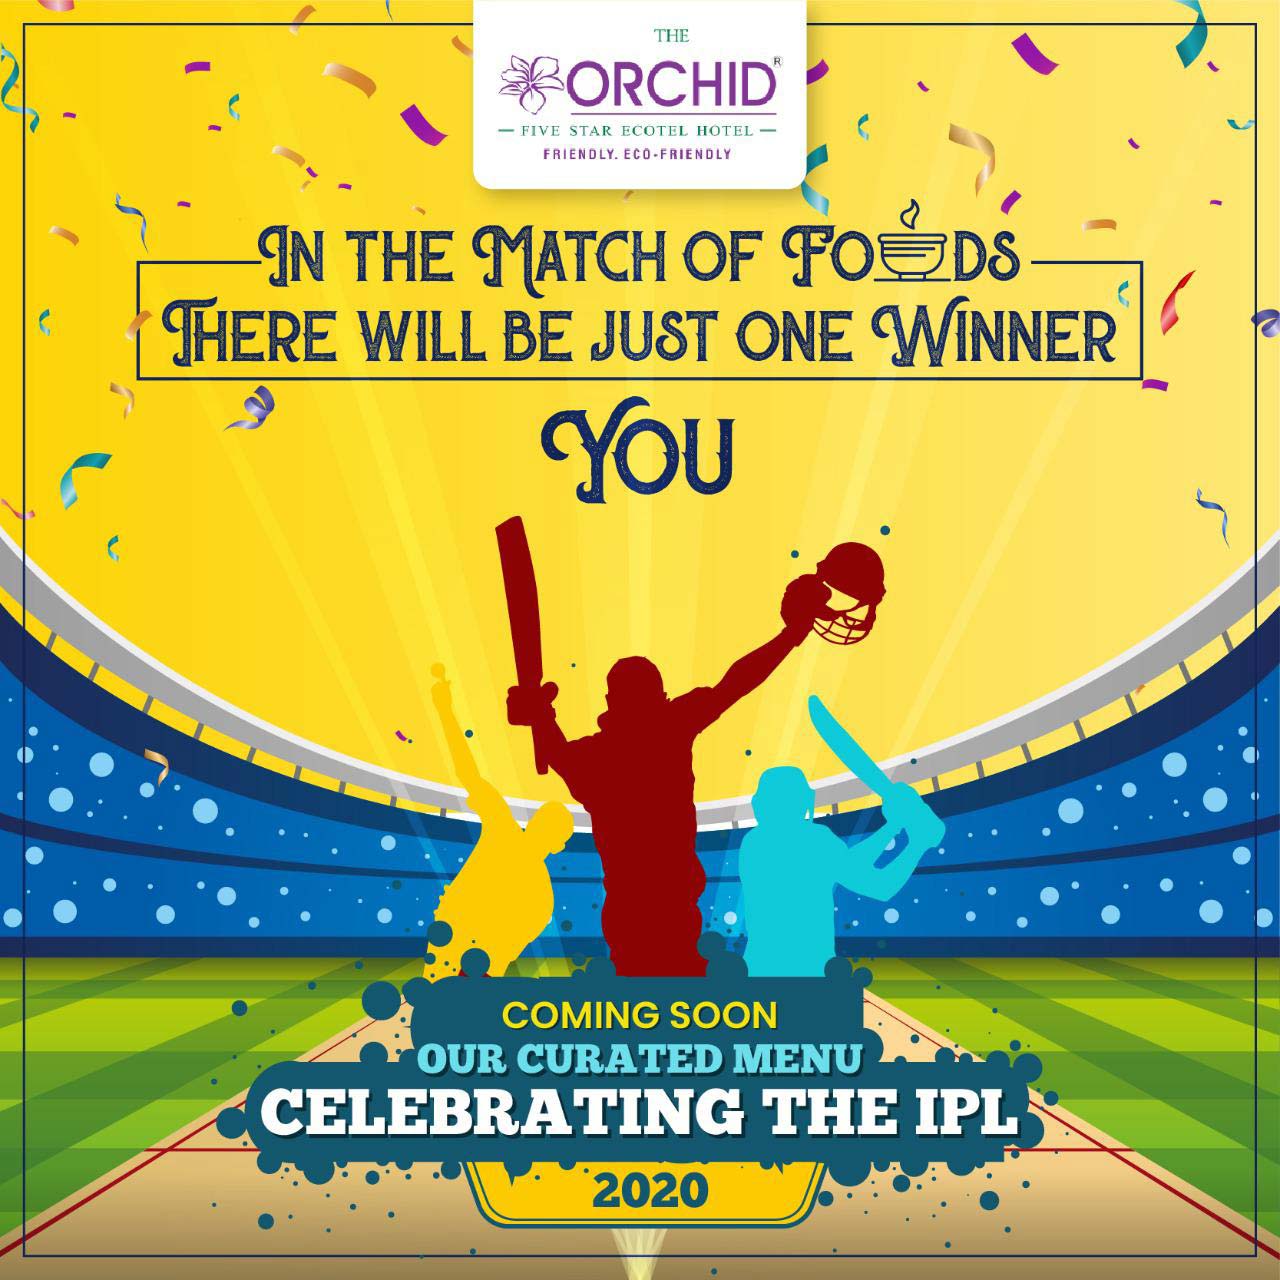 THE
ORCHID®
FIVE STAR ECOTEL HOTEL
FRIENDLY. ECO-FRIENDLY
IN THE MATCH OF FOODS
THERE WILL BE JUST ONE WINNER
YOU
COMING SOON
OUR CURATED MENU
CELEBRATING THE IPL
2020